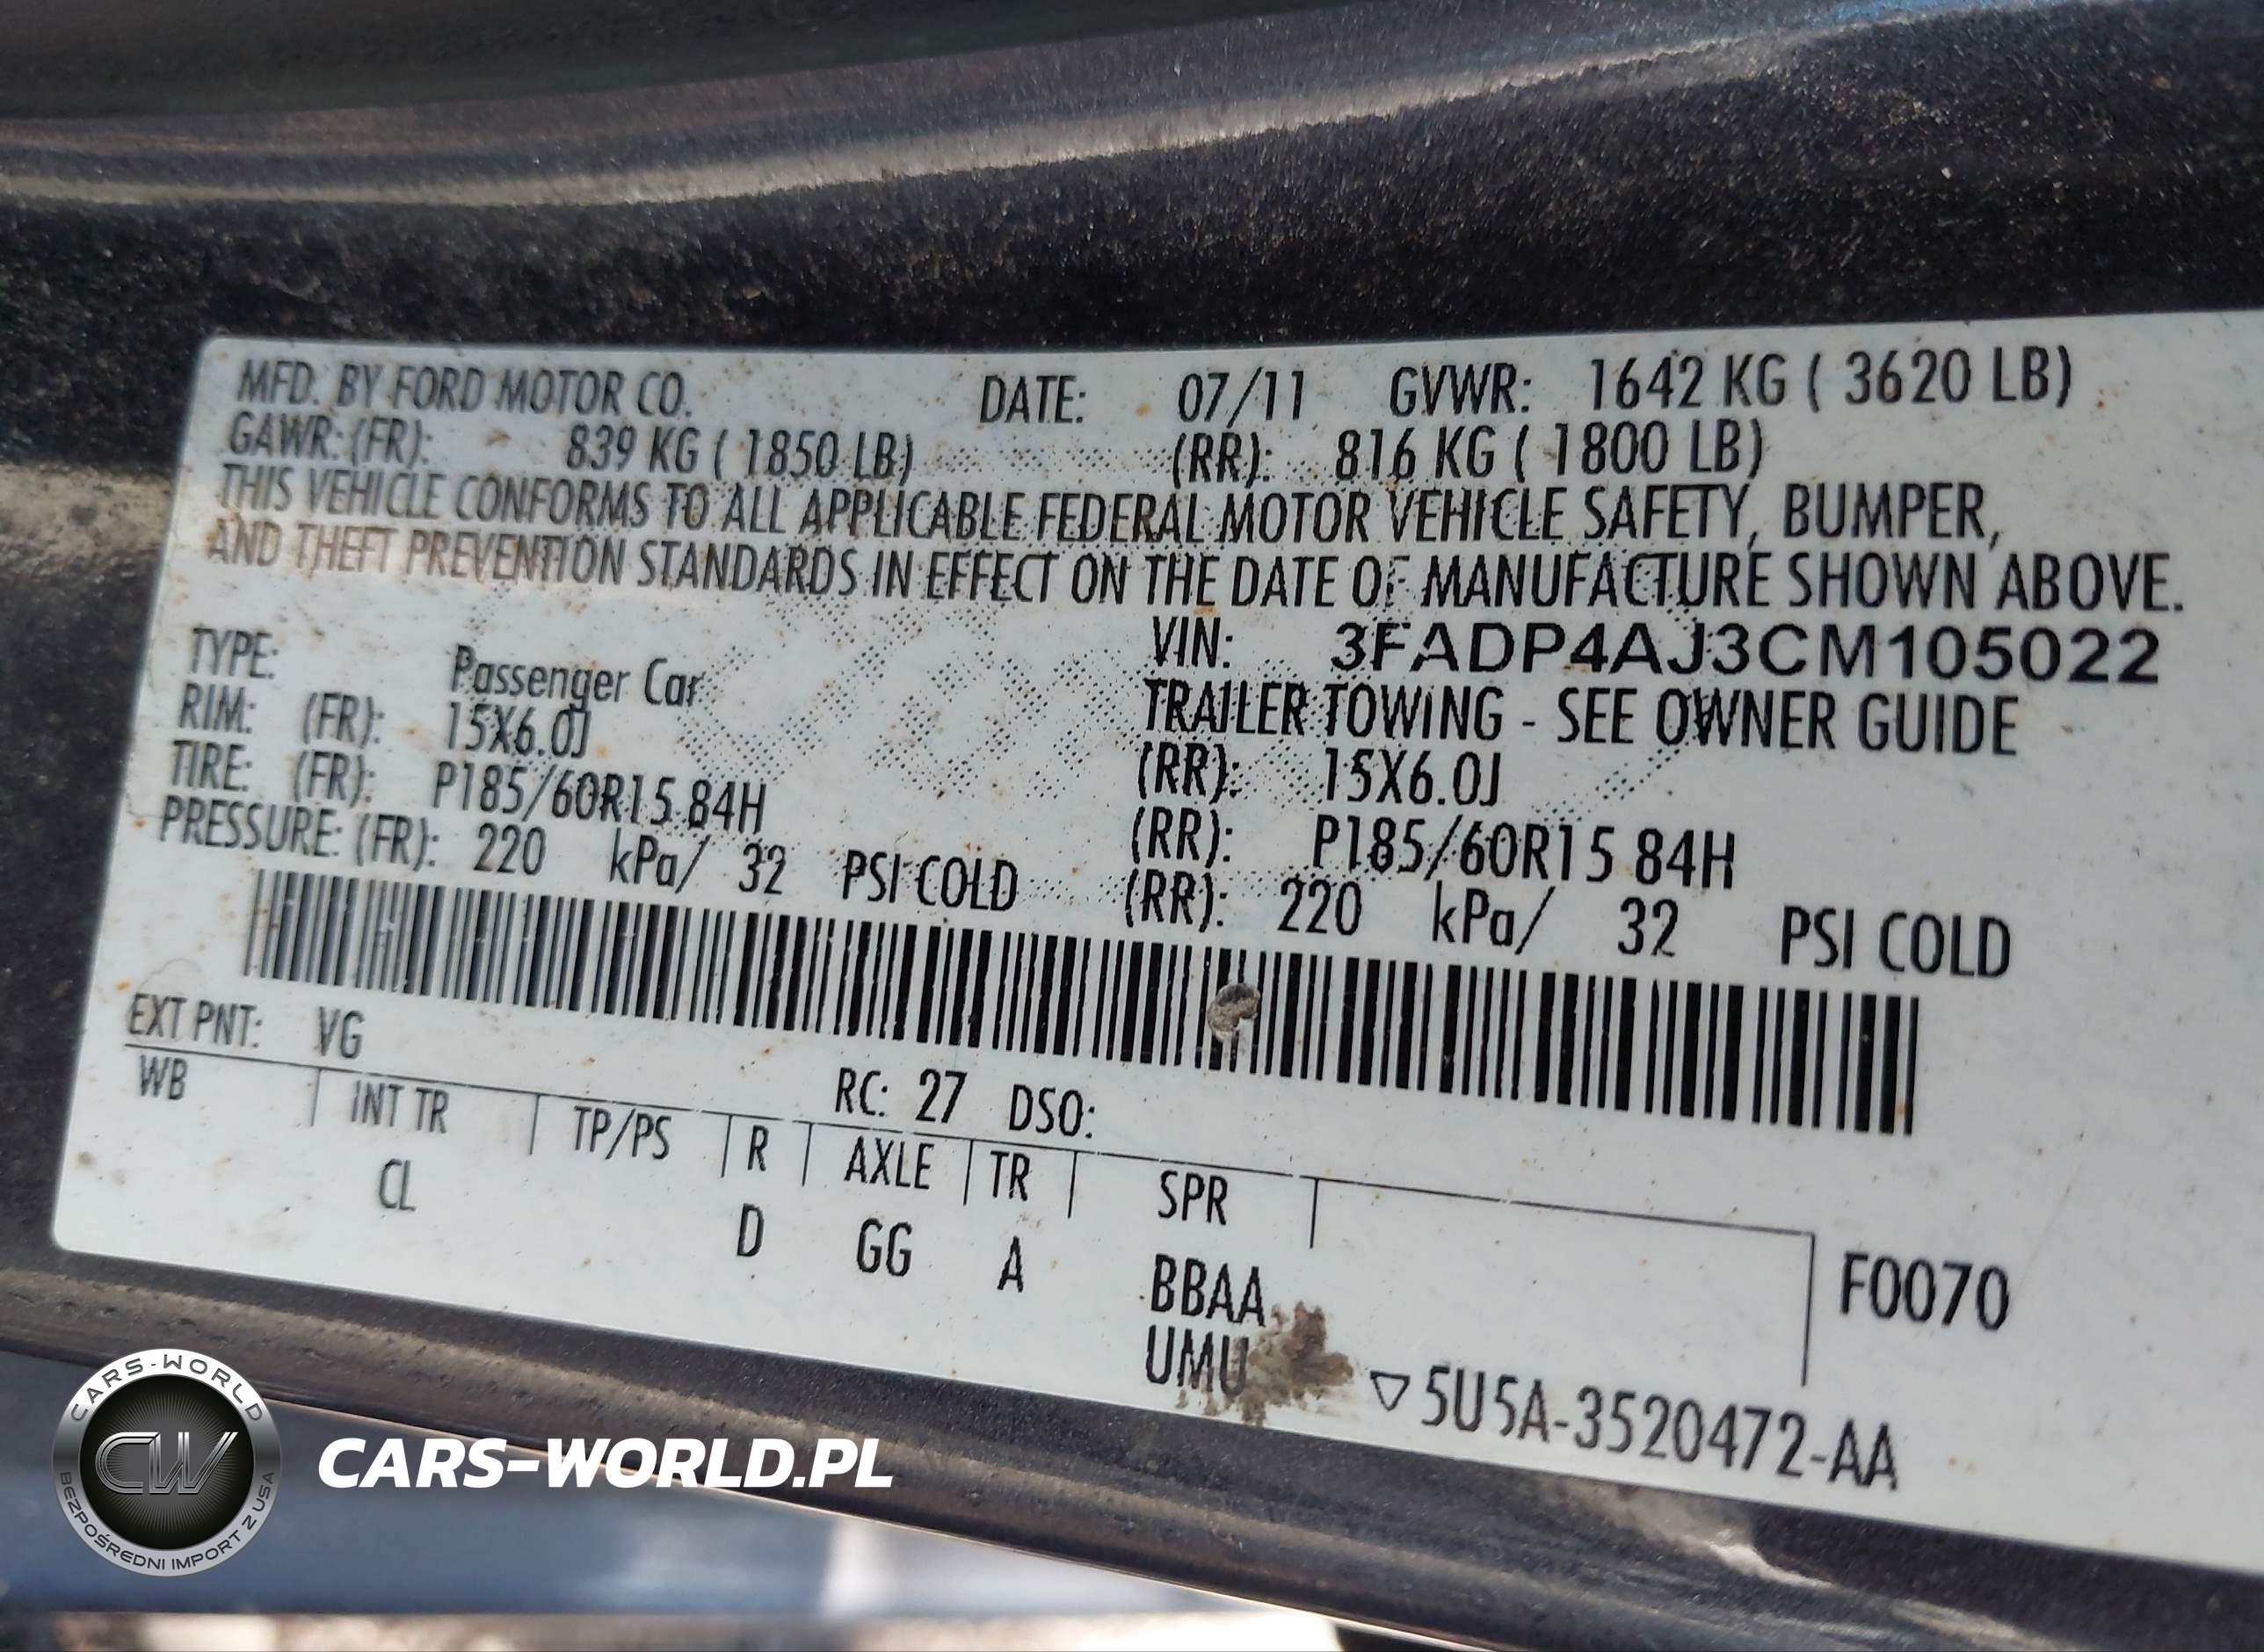 MFD. BY FORD MOTOR CO. DATE: 07/11 GVWR: 1642 KG ( 3620 LB)
GAWR: (FR): 839 KG ( 1850 LB) (RR): 816 KG ( 1800 LB)
THIS VEHICLE CONFORMS TO ALL APPLICABLE FEDERAL MOTOR VEHICLE SAFETY, BUMPER,
AND THEFT PREVENTION STANDARDS IN EFFECT ON THE DATE OF MANUFACTURE SHOWN ABOVE.
VIN: 3FADP4AJ3CM105022
TYPE: Passenger Car TRAILER TOWING - SEE OWNER GUIDE
RIM: (FR): 15X6.0J (RR): 15X6.0J
TIRE: (FR): P185/60R15 84H (RR): P185/60R15 84H
PRESSURE: (FR): 220 kPa/ 32 PSI COLD (RR): 220 kPa/ 32 PSI COLD
EXT PNT: VG RC: 27 DSO:
WB INT TR TP/PS R AXLE TR SPR
CL D GG A BBAA F0070
UMU
▽5U5A-3520472-AA
CARS-WORLD
CW
BEZPOŚREDNI IMPORT Z USA
CARS-WORLD.PL